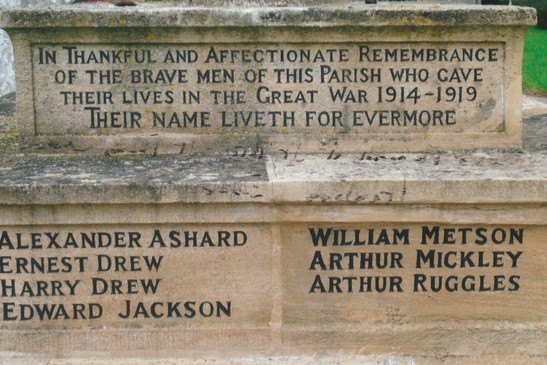 IN THANKFUL AND AFFECTIONATE REMEMBRANCE
OF THE BRAVE MEN OF THIS PARISH WHO GAVE
THEIR LIVES IN THE GREAT WAR 1914-1919
THEIR NAME LIVETH FOR EVERMORE
ALEXANDER ASHARD
ERNEST DREW
HARRY DREW
EDWARD JACKSON
WILLIAM METSON
ARTHUR MICKLEY
ARTHUR RUGGLES